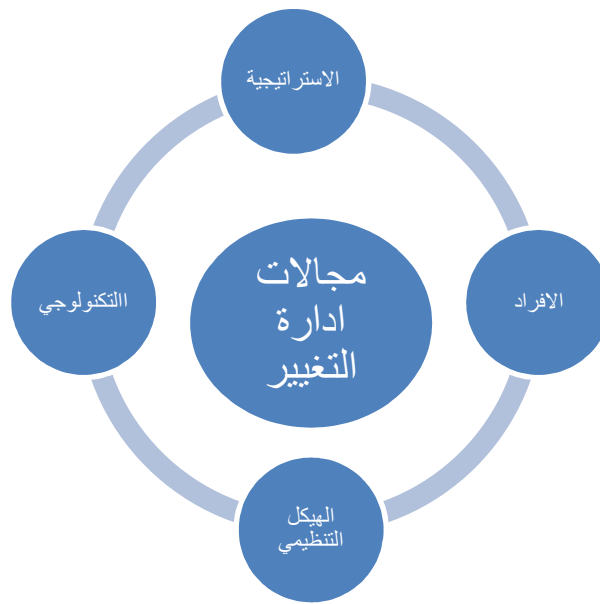 الاستراتيجية
الافراد
مجالات
ادارة
التغيير
االتكنولوجي
الهيكل
التنظيمي